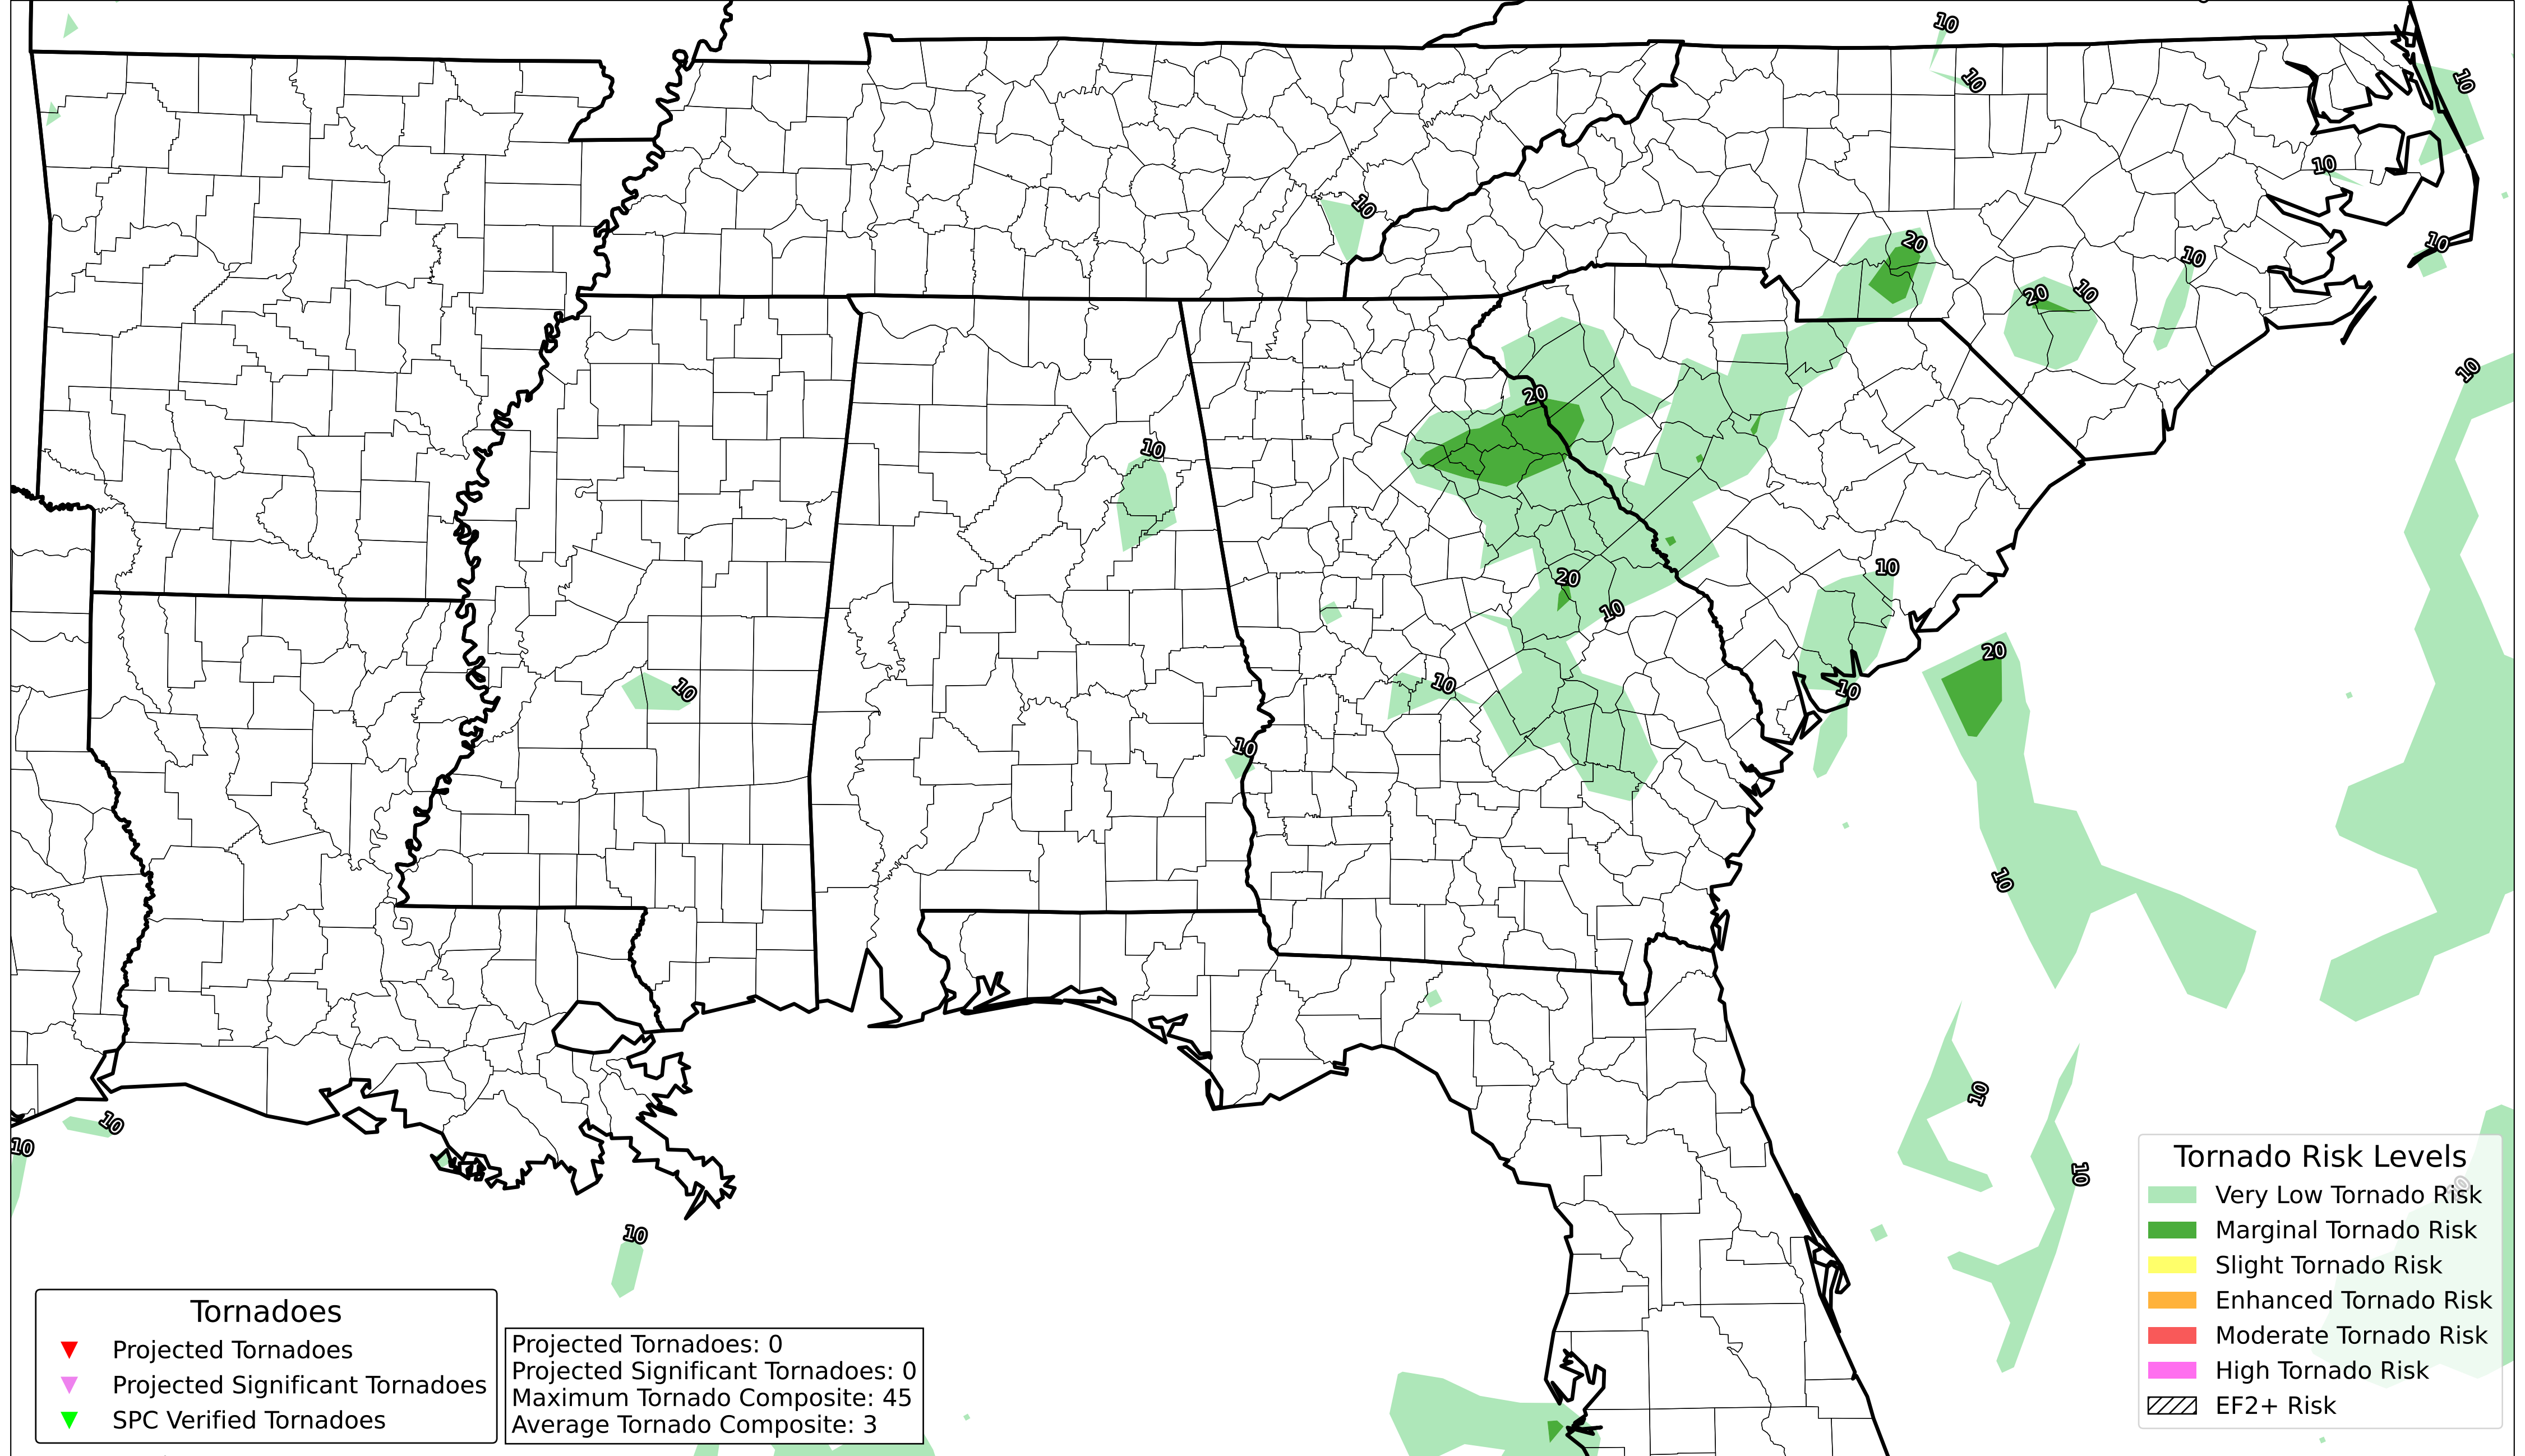 10
10
10
10
10
20
10
10
20
10
10
10
20
10
10
20
10
20
10
10
10
10
10
10
10
10
10
10
10
Tornado Risk Levels
Very Low Tornado Risk
Marginal Tornado Risk
Slight Tornado Risk
Enhanced Tornado Risk
Moderate Tornado Risk
High Tornado Risk
EF2+ Risk
Tornadoes
Projected Tornadoes
Projected Significant Tornadoes
SPC Verified Tornadoes
Projected Tornadoes: 0
Projected Significant Tornadoes: 0
Maximum Tornado Composite: 45
Average Tornado Composite: 3